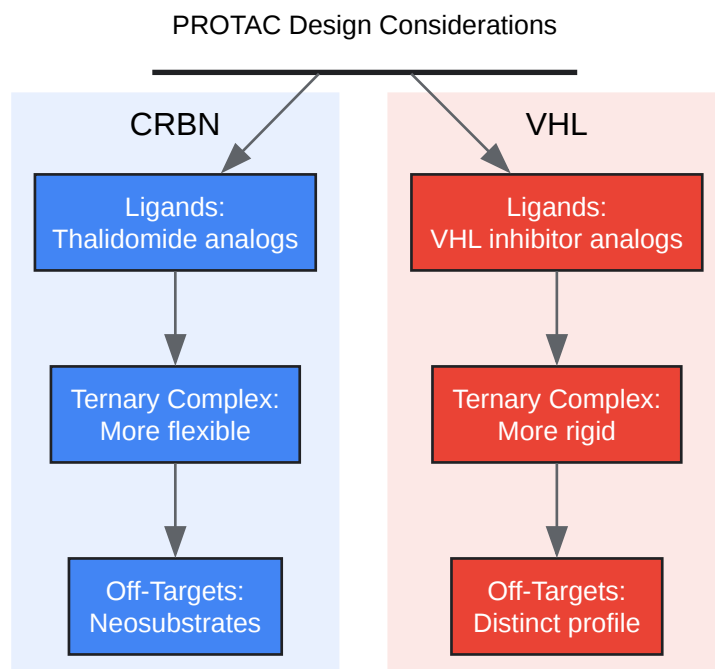 PROTAC Design Considerations
CRBN
Ligands:
Thalidomide analogs
Ternary Complex:
More flexible
Off-Targets:
Neosubstrates
VHL
Ligands:
VHL inhibitor analogs
Ternary Complex:
More rigid
Off-Targets:
Distinct profile